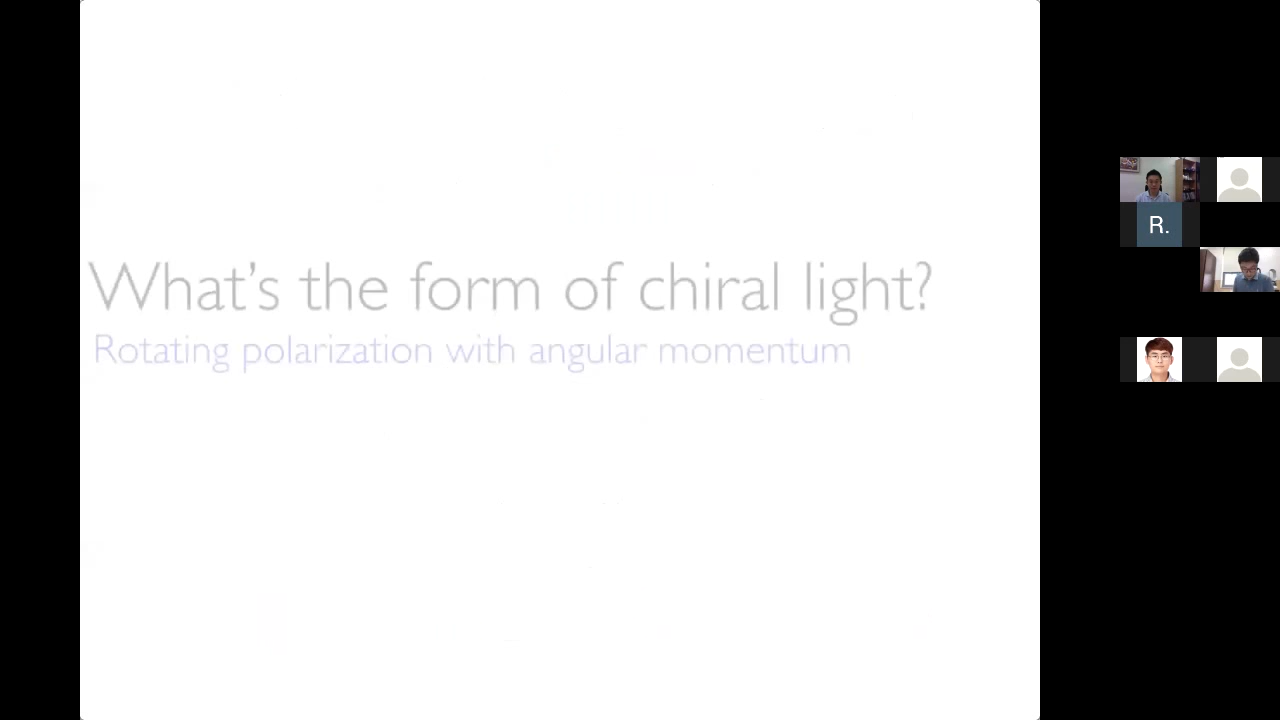 What's the form of chiral light?
Rotating polarization with angular momentum
R.